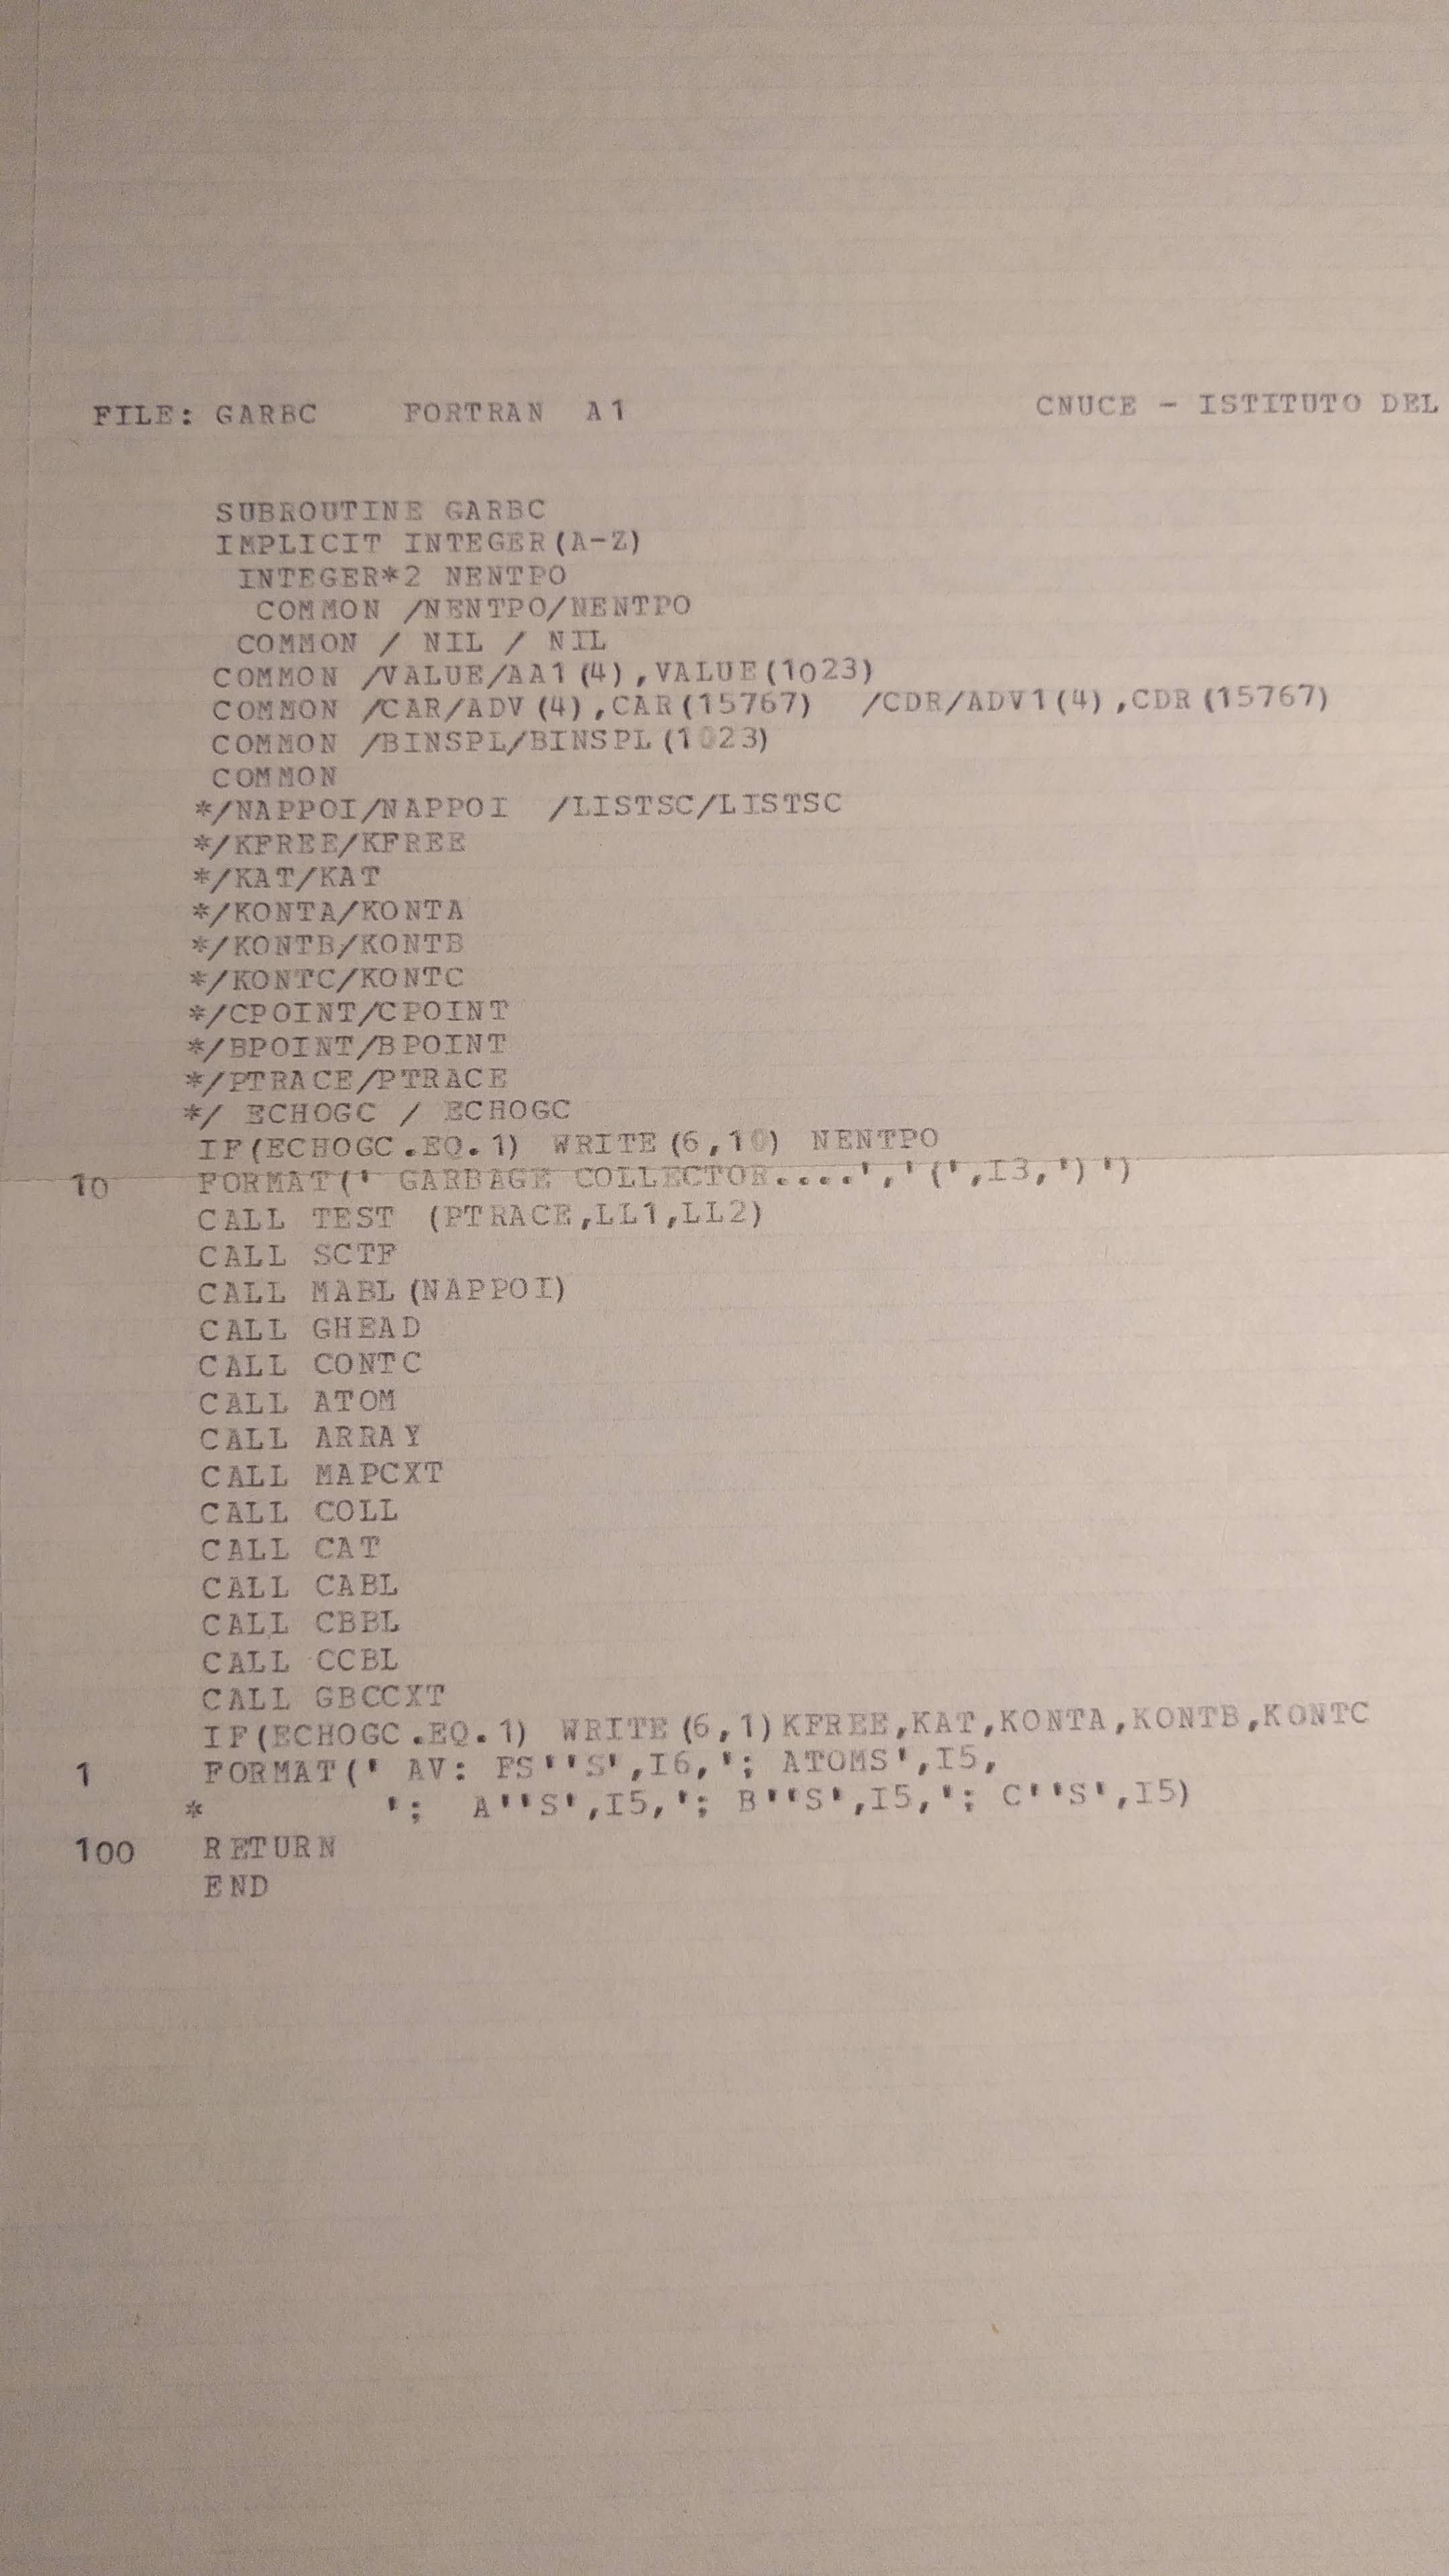 FILE: GARBC    FORTRAN  A1                    CNUCE - ISTITUTO DEL
SUBROUTINE GARBC
IMPLICIT INTEGER(A-Z)
INTEGER*2 NENTPO
COMMON /NENTPO/NENTPO
COMMON / NIL / NIL
COMMON /VALUE/AA1(4),VALUE(1023)
COMMON /CAR/ADV(4),CAR(15767)  /CDR/ADV1(4),CDR(15767)
COMMON /BINSPL/BINSPL(1023)
COMMON
*/NAPPOI/NAPPOI  /LISTSC/LISTSC
*/KFREE/KFREE
*/KAT/KAT
*/KONTA/KONTA
*/KONTB/KONTB
*/KONTC/KONTC
*/CPOINT/CPOINT
*/BPOINT/BPOINT
*/PTRACE/PTRACE
*/ ECHOGC / ECHOGC
IF(ECHOGC.EQ.1) WRITE(6,10) NENTPO
10    FORMAT(' GARBAGE COLLECTOR....','(',I3,')')
CALL TEST (PTRACE,LL1,LL2)
CALL SCTF
CALL MABL(NAPPOI)
CALL GHEAD
CALL CONTC
CALL ATOM
CALL ARRAY
CALL MAPCXT
CALL COLL
CALL CAT
CALL CABL
CALL CBBL
CALL CCBL
CALL GBCCXT
IF(ECHOGC.EQ.1) WRITE(6,1)KFREE,KAT,KONTA,KONTB,KONTC
1     FORMAT(' AV: FS''S',I6,'; ATOMS',I5,
*        ';  A''S',I5,'; B''S',I5,'; C''S',I5)
100   RETURN
END